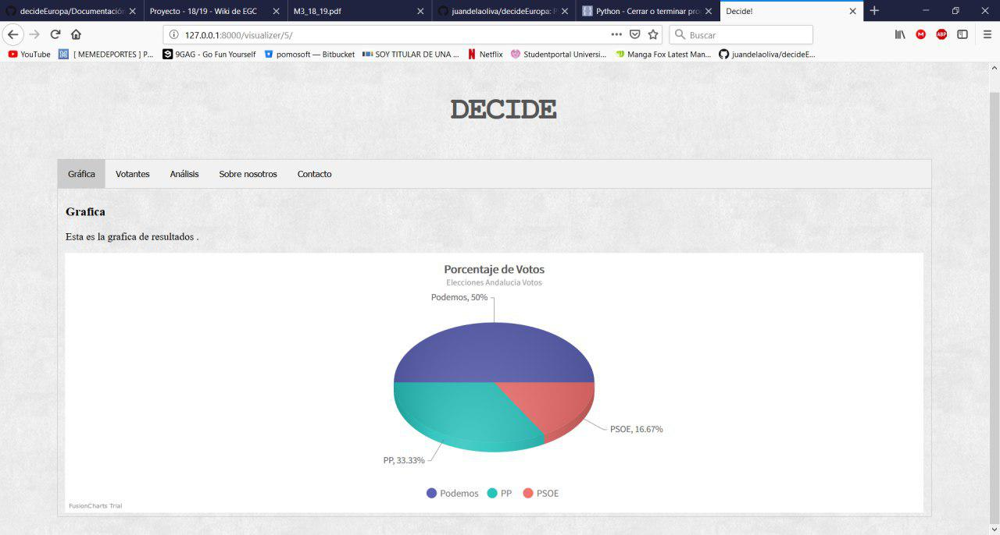 decideEuropa/Documentación
Proyecto - 18/19 - Wiki de EGC
M3_18_19.pdf
juandelaoliva/decideEuropa: P
Python - Cerrar o terminar pro
Decide!
127.0.0.1:8000/visualizer/5/
Buscar
YouTube
[ MEMEDEPORTES ] P...
9GAG - Go Fun Yourself
pomosoft — Bitbucket
SOY TITULAR DE UNA ...
Netflix
Studentportal Universi...
Manga Fox Latest Man...
juandelaoliva/decideE...
DECIDE
Gráfica Votantes Análisis Sobre nosotros Contacto
Grafica
Esta es la grafica de resultados .
Porcentaje de Votos
Elecciones Andalucia Votos
Podemos, 50%
PSOE, 16.67%
PP, 33.33%
Podemos PP PSOE
FusionCharts Trial